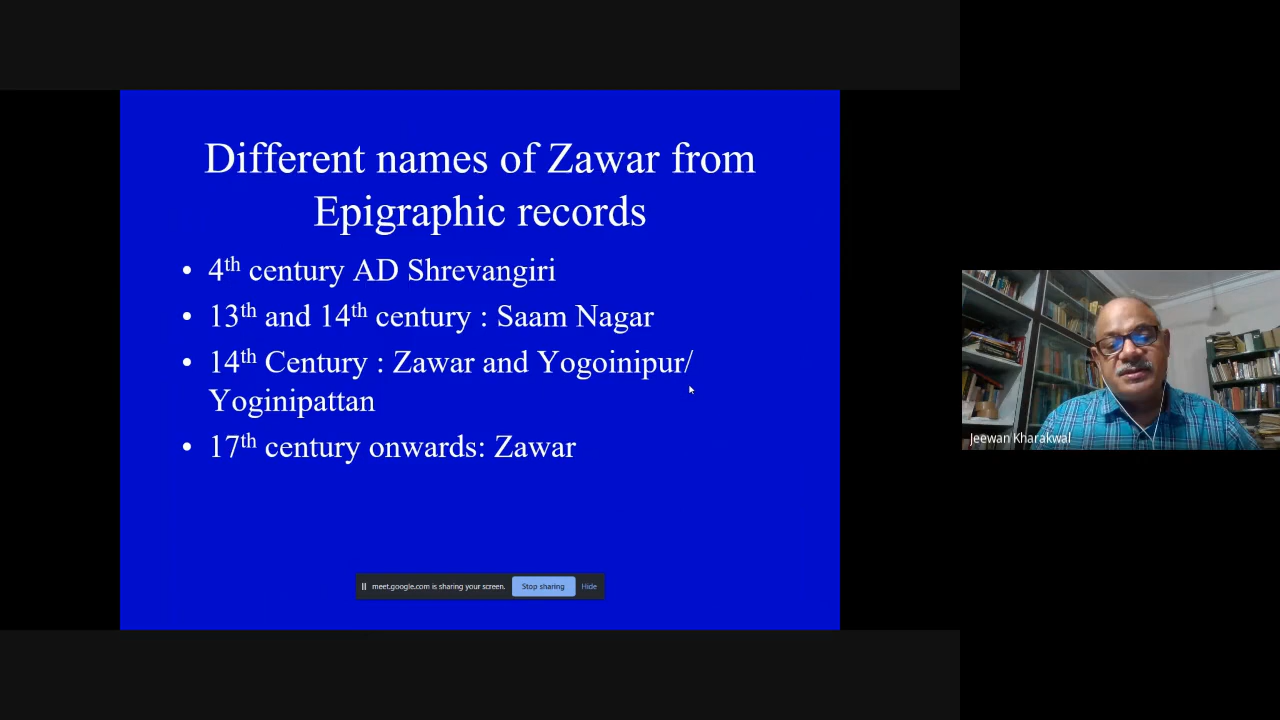 Different names of Zawar from
Epigraphic records
• 4th century AD Shrevangiri
• 13th and 14th century : Saam Nagar
• 14th Century : Zawar and Yogoinipur/
Yoginipattan
• 17th century onwards: Zawar
meet.google.com is sharing your screen. Stop sharing Hide
Jeewan Kharakwal